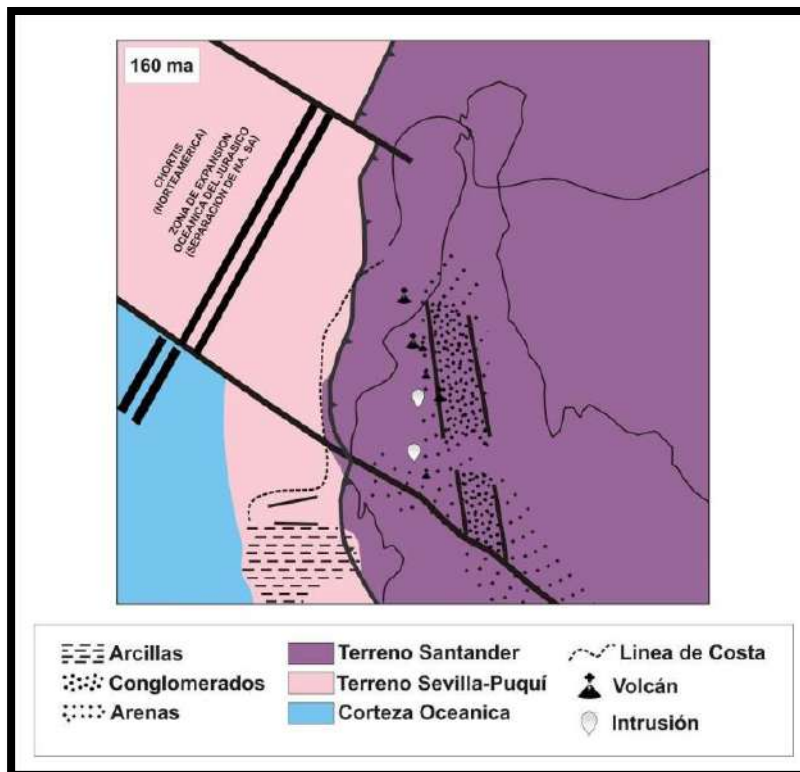 160 ma
CHORTIS
(NORTEAMÉRICA)
ZONA DE EXPANSION
OCEANICA DEL JURASICO
(SEPARACION DE NA, SA)
Arcillas
Conglomerados
Arenas
Terreno Santander
Terreno Sevilla-Puquí
Corteza Oceanica
Linea de Costa
Volcán
Intrusión